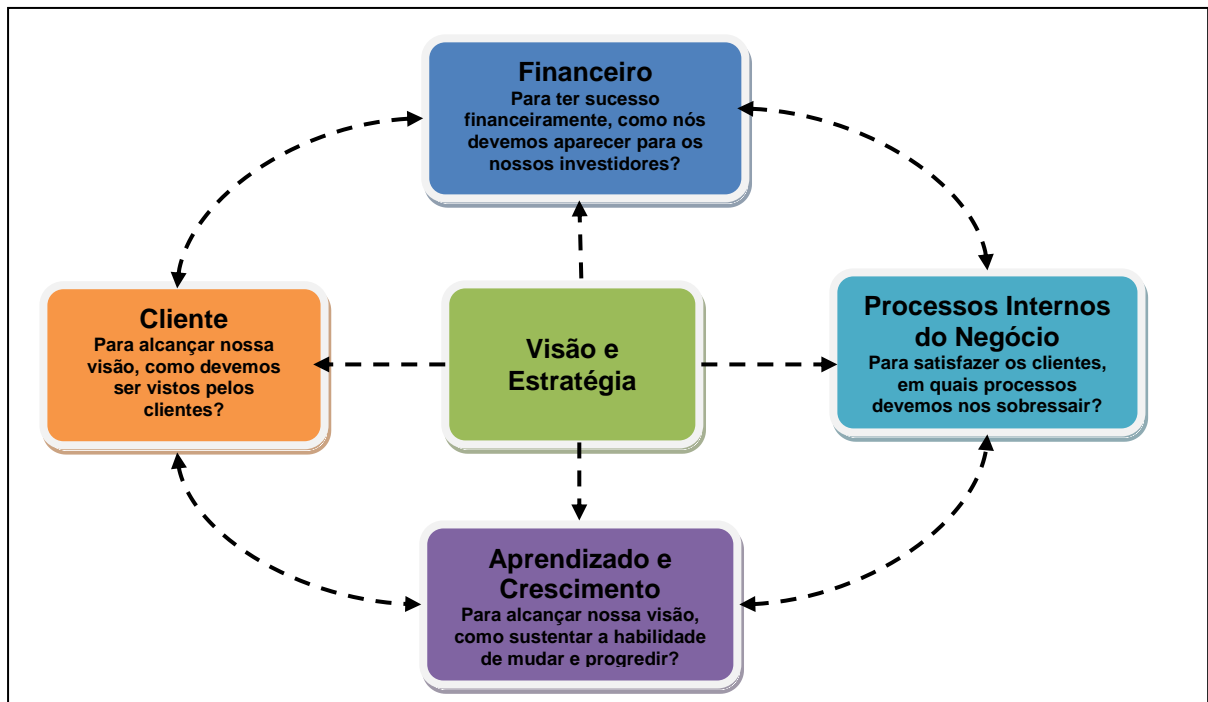 Financeiro
Para ter sucesso
financeiramente, como nós
devemos aparecer para os
nossos investidores?
Cliente
Para alcançar nossa
visão, como devemos
ser vistos pelos
clientes?
Visão e
Estratégia
Processos Internos
do Negócio
Para satisfazer os clientes,
em quais processos
devemos nos sobressair?
Aprendizado e
Crescimento
Para alcançar nossa visão,
como sustentar a habilidade
de mudar e progredir?